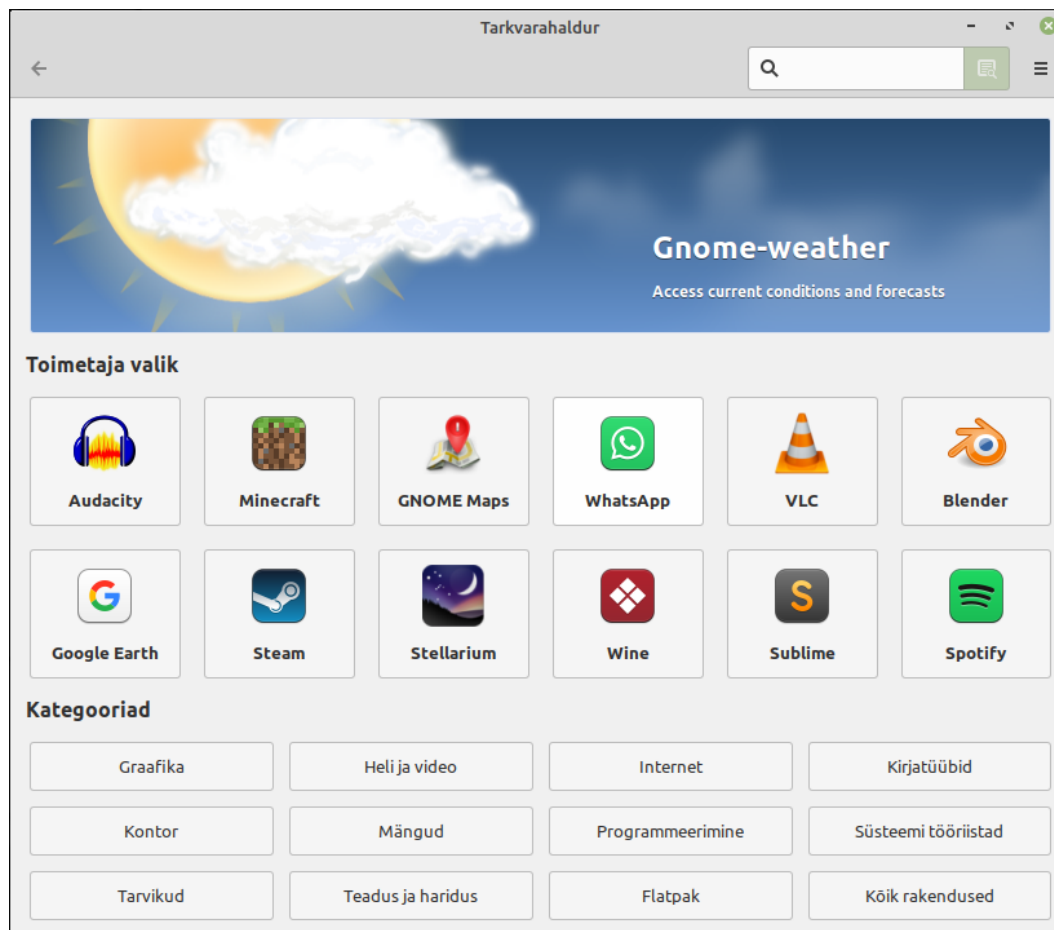 Tarkvarahaldur
Gnome-weather
Access current conditions and forecasts
Toimetaja valik
Audacity
Minecraft
GNOME Maps
WhatsApp
VLC
Blender
Google Earth
Steam
Stellarium
Wine
Sublime
Spotify
Kategooriad
Graafika
Heli ja video
Internet
Kirjatüübid
Kontor
Mängud
Programmeerimine
Süsteemi tööriistad
Tarvikud
Teadus ja haridus
Flatpak
Kõik rakendused